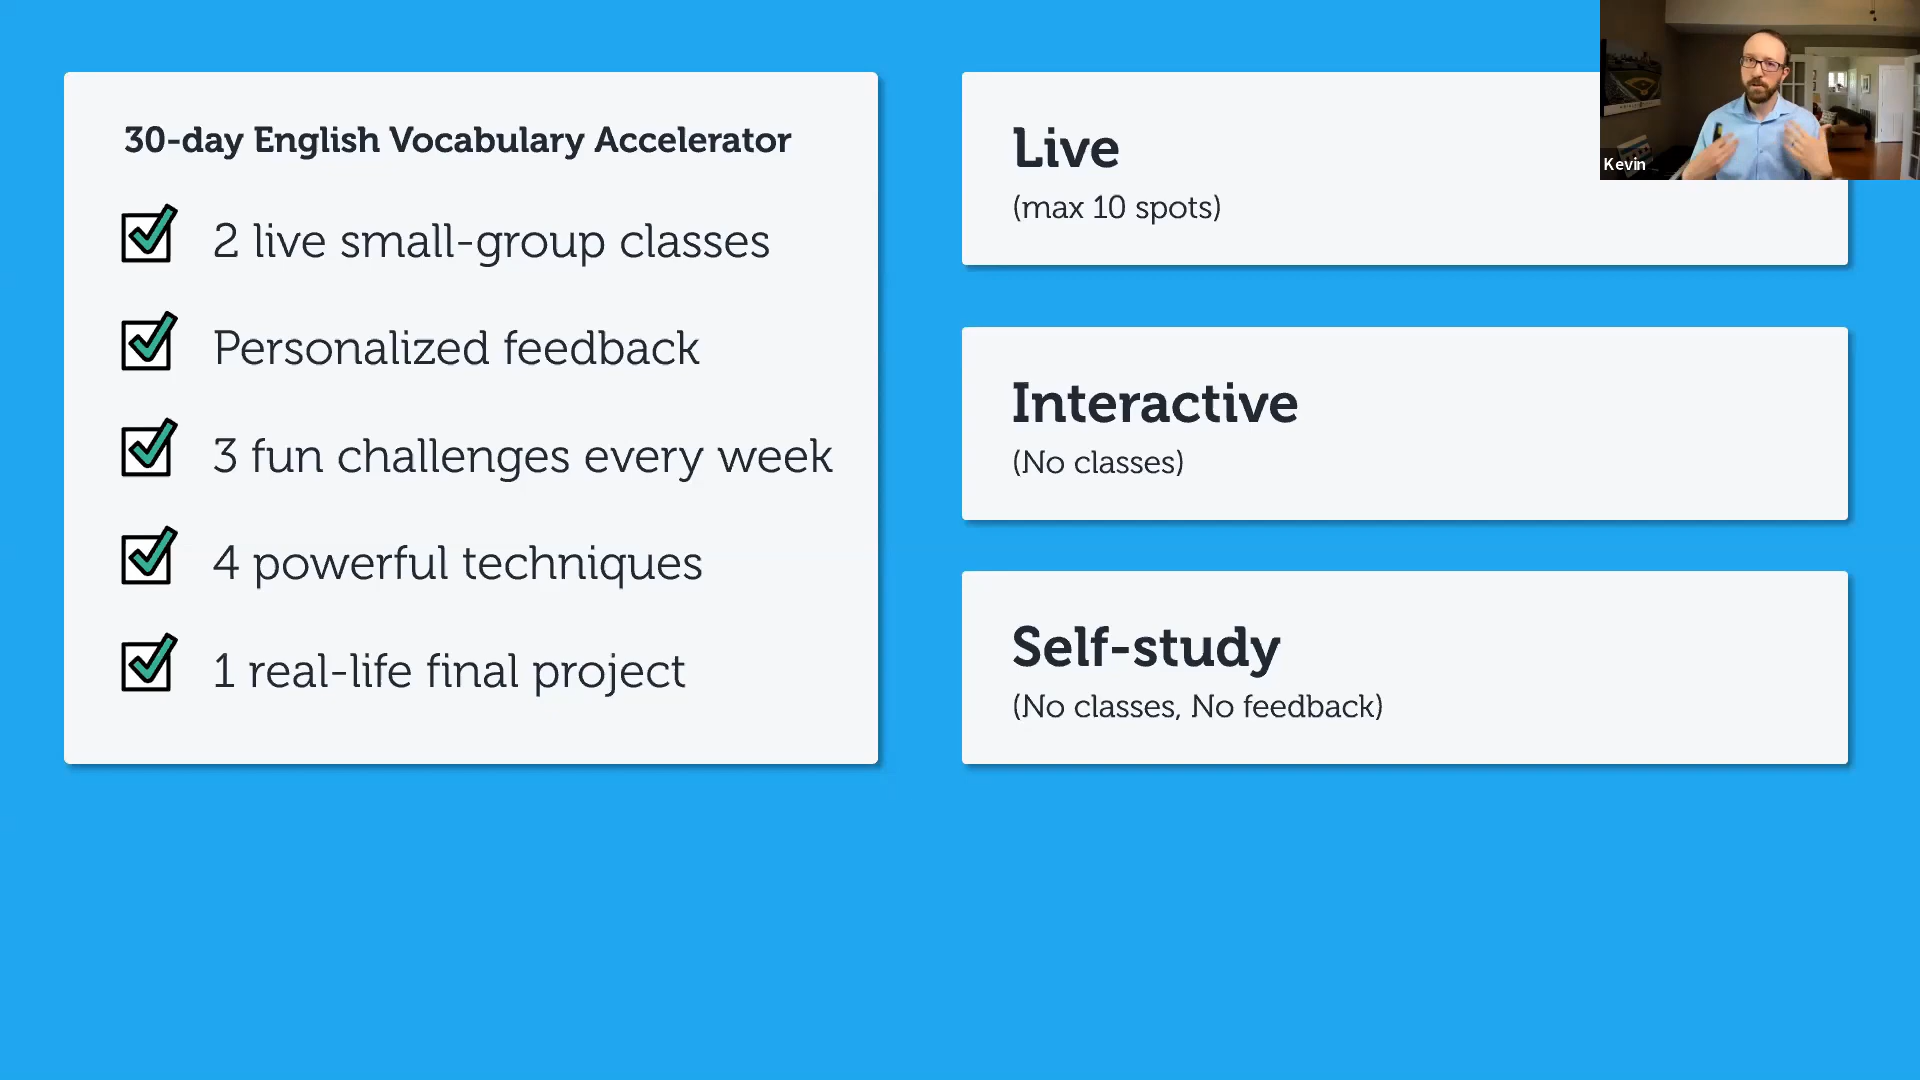 30-day English Vocabulary Accelerator
2 live small-group classes
Personalized feedback
3 fun challenges every week
4 powerful techniques
1 real-life final project
Live
(max 10 spots)
Interactive
(No classes)
Self-study
(No classes, No feedback)
Kevin